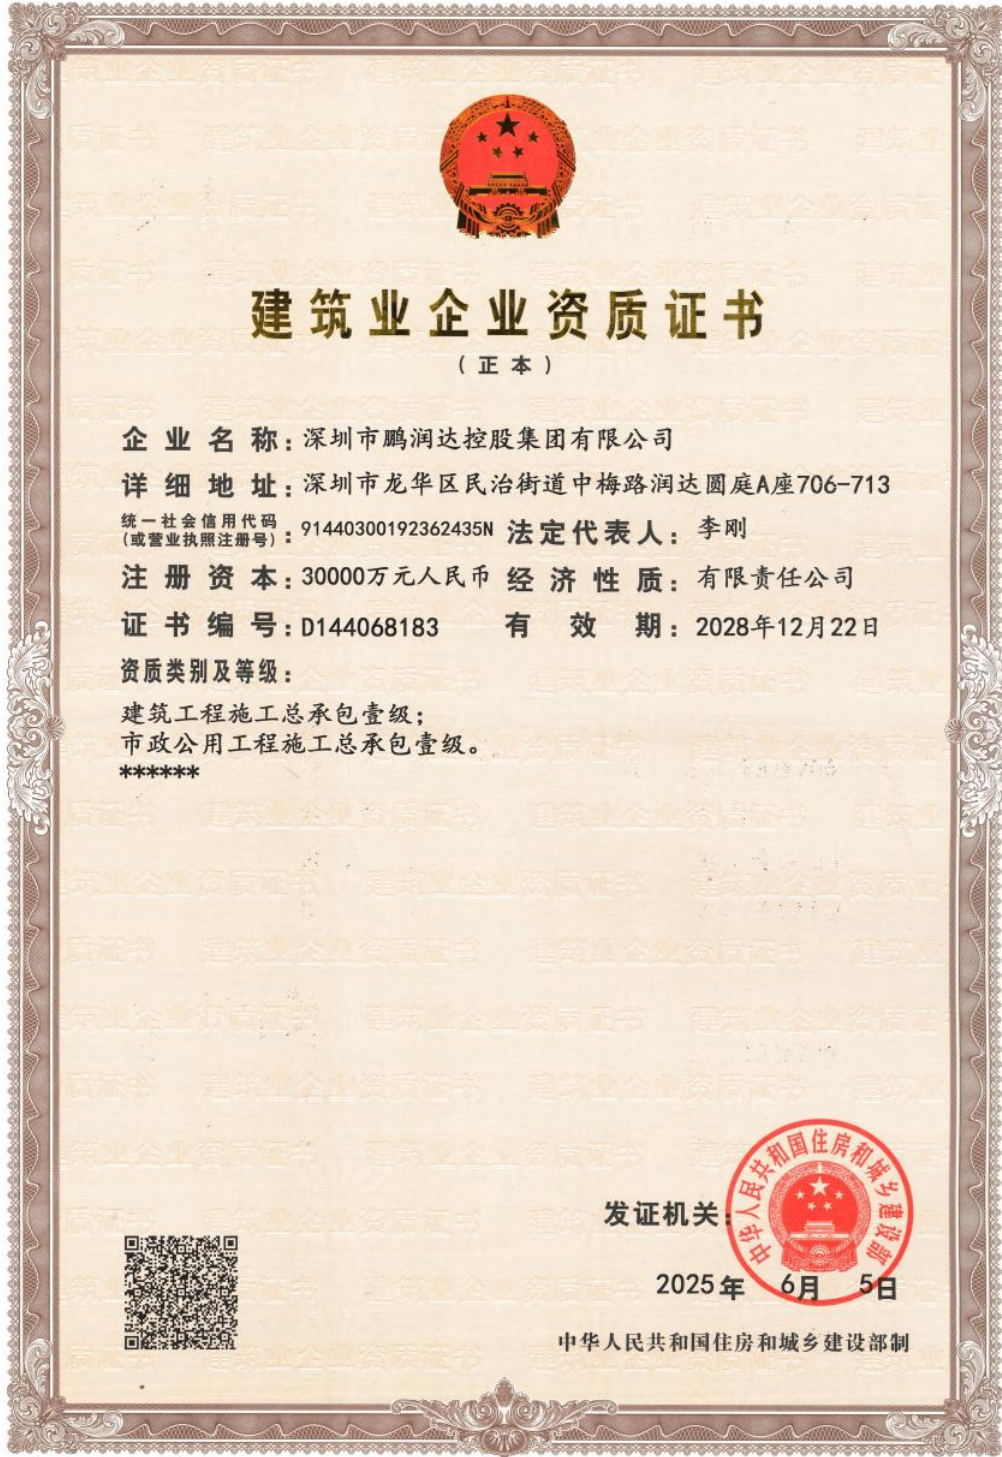 建筑业企业资质证书
（正本）
企业名称：深圳市鹏润达控股集团有限公司
详细地址：深圳市龙华区民治街道中梅路润达圆庭A座706-713
统一社会信用代码
（或营业执照注册号）：91440300192362435N 法定代表人：李刚
注册资本：30000万元人民币 经济性质：有限责任公司
证书编号：D144068183 有效期：2028年12月22日
资质类别及等级：
建筑工程施工总承包壹级；
市政公用工程施工总承包壹级。
******
发证机关：
中华人民共和国住房和城乡建设部
2025年 6月 5日
中华人民共和国住房和城乡建设部制